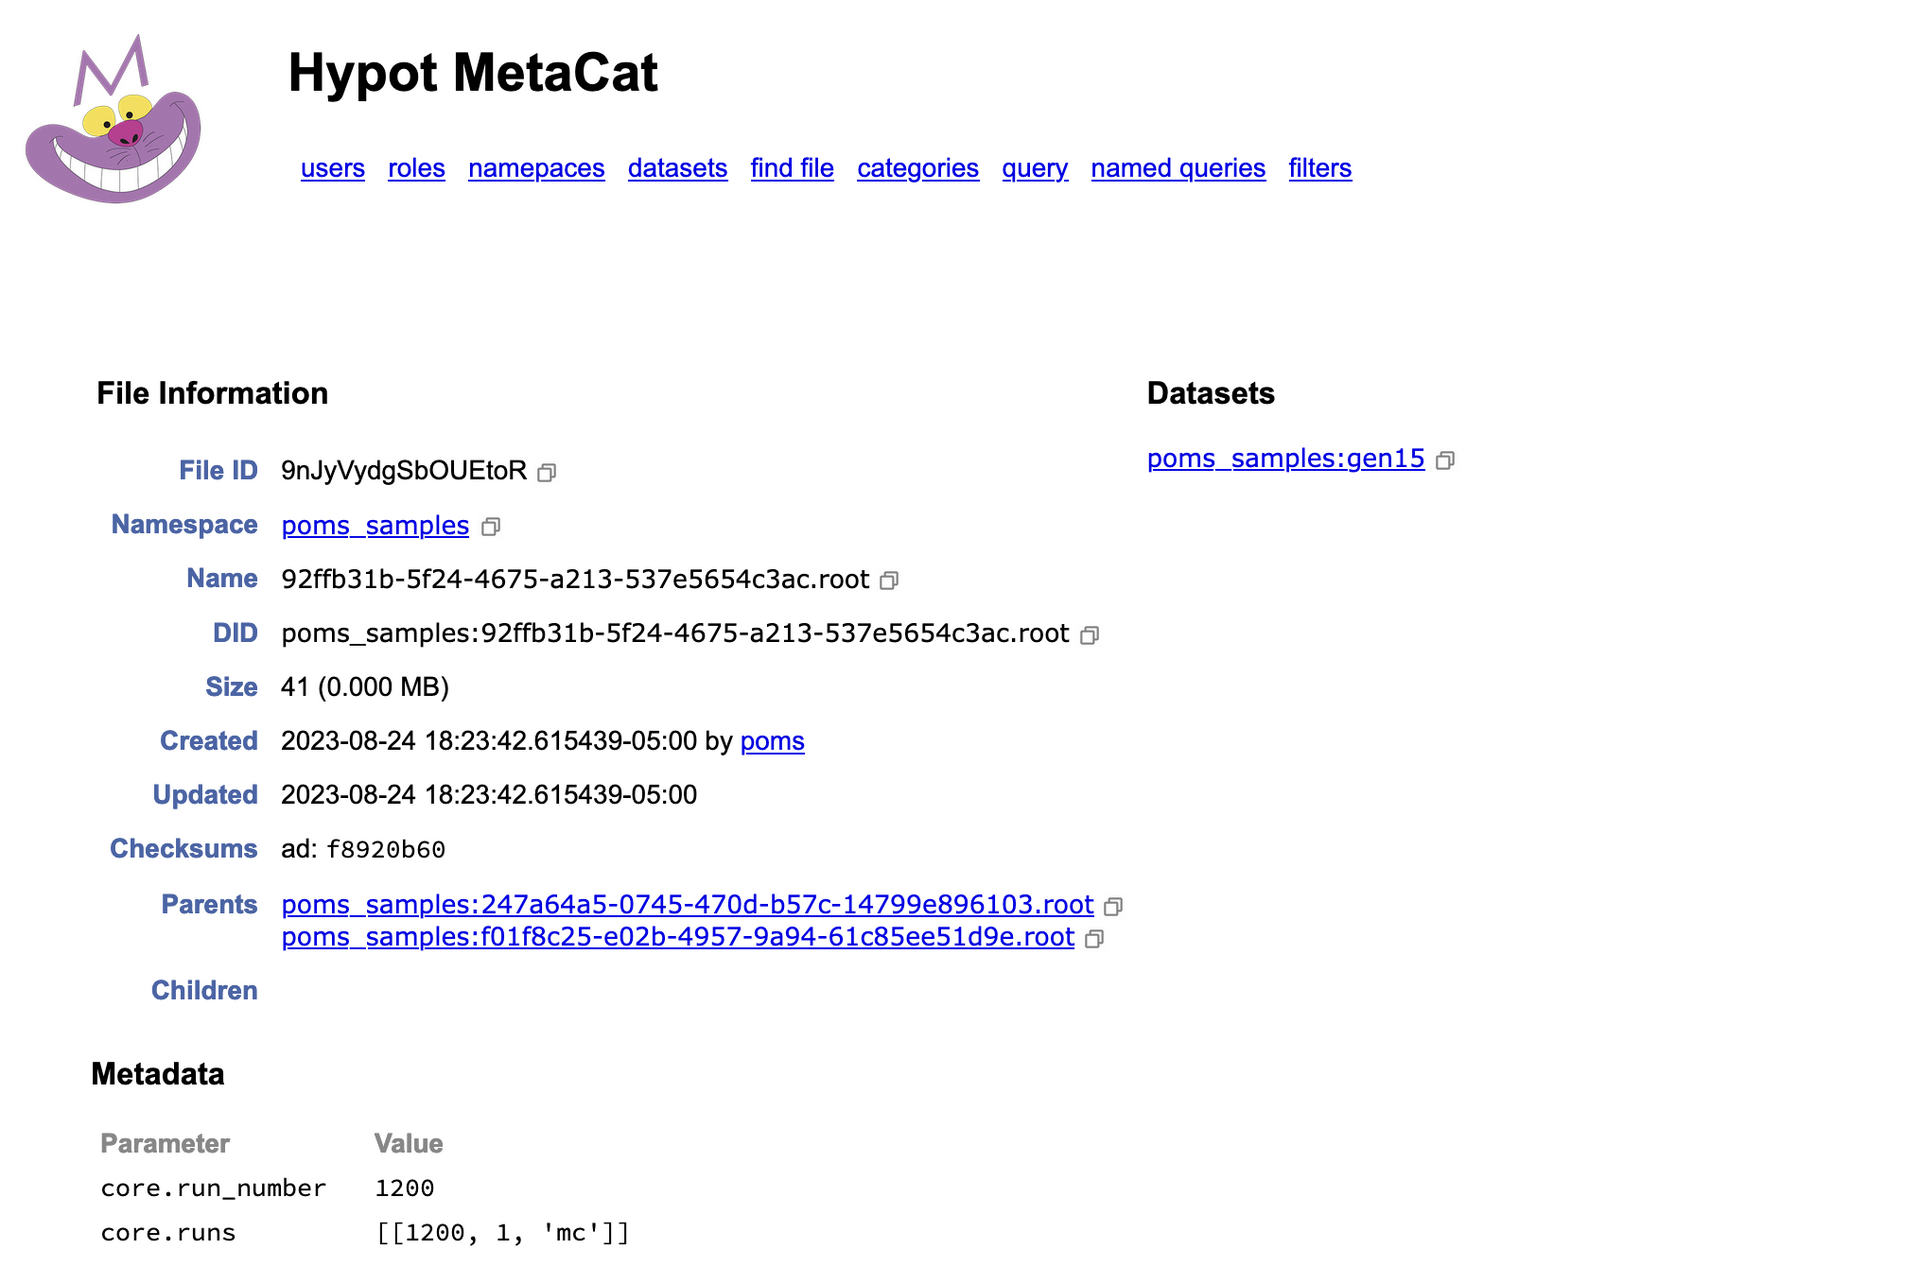 M
Hypot MetaCat
users roles namepaces datasets find file categories query named queries filters
File Information
File ID 9nJyVydgSbOUEtoR
Namespace poms_samples
Name 92ffb31b-5f24-4675-a213-537e5654c3ac.root
DID poms_samples:92ffb31b-5f24-4675-a213-537e5654c3ac.root
Size 41 (0.000 MB)
Created 2023-08-24 18:23:42.615439-05:00 by poms
Updated 2023-08-24 18:23:42.615439-05:00
Checksums ad: f8920b60
Parents poms_samples:247a64a5-0745-470d-b57c-14799e896103.root
poms_samples:f01f8c25-e02b-4957-9a94-61c85ee51d9e.root
Children
Datasets
poms_samples:gen15
Metadata
Parameter Value
core.run_number 1200
core.runs [[1200, 1, 'mc']]